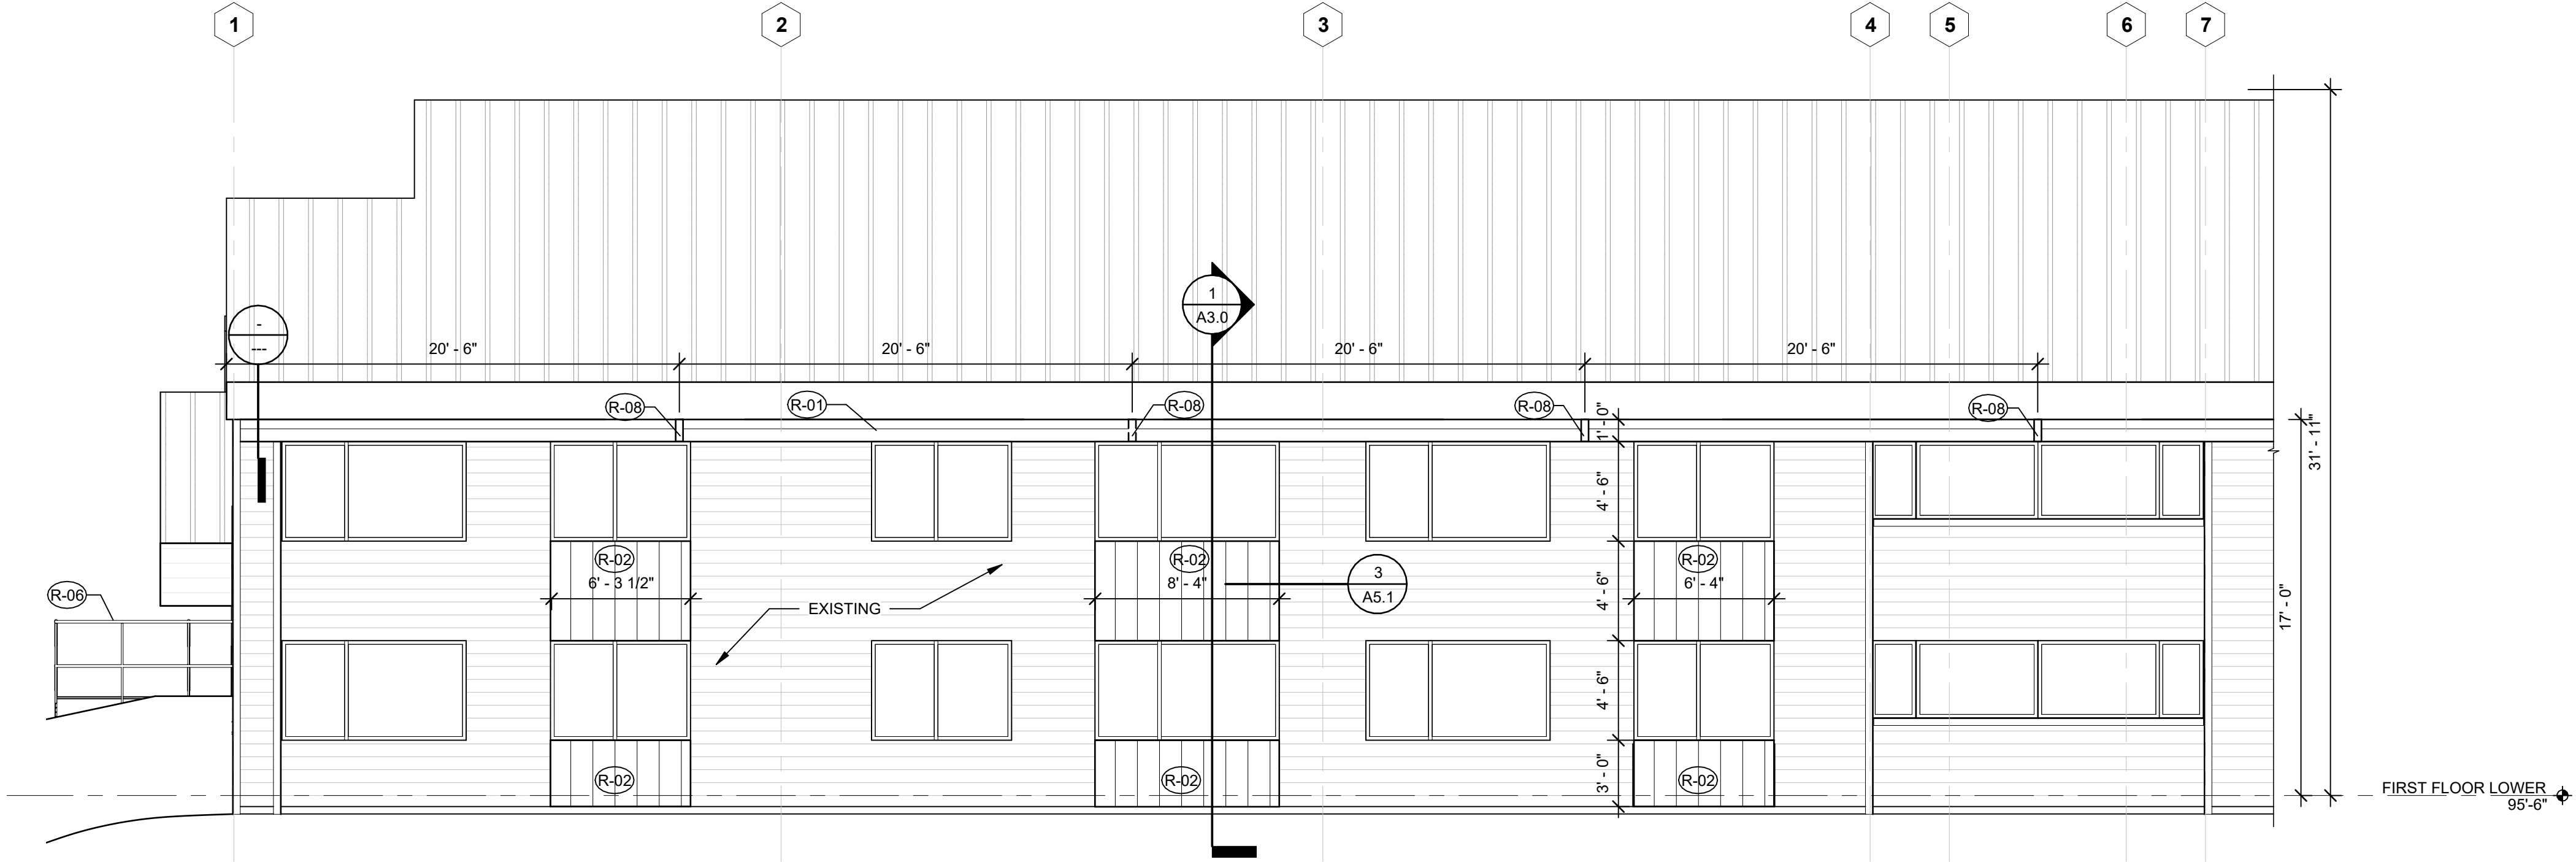 1
2
3
4
5
6
7
1
A3.0
-
---
20' - 6"
20' - 6"
20' - 6"
20' - 6"
R-08
R-01
R-08
R-08
R-08
1' - 0"
31' - 11"
4' - 6"
R-02
R-02
R-02
6' - 3 1/2"
8' - 4"
3
A5.1
4' - 6"
6' - 4"
R-06
EXISTING
17' - 0"
4' - 6"
R-02
R-02
3' - 0"
R-02
FIRST FLOOR LOWER
95'-6"